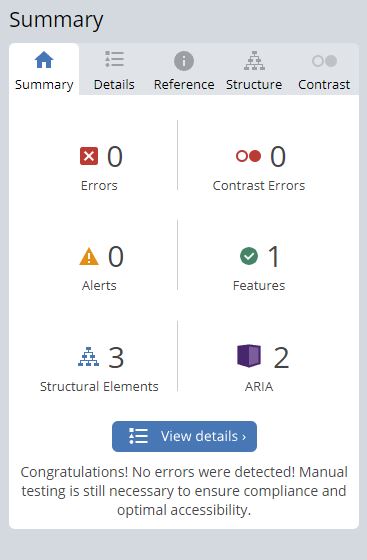 Summary
Summary Details Reference Structure Contrast
0 0
Errors Contrast Errors
0 1
Alerts Features
3 2
Structural Elements ARIA
View details ›
Congratulations! No errors were detected! Manual
testing is still necessary to ensure compliance and
optimal accessibility.